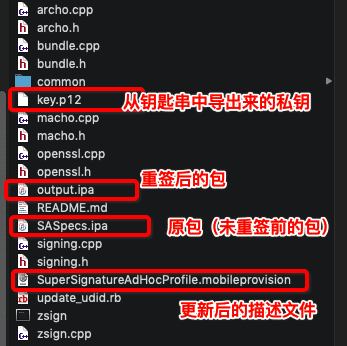 archo.cpp
archo.h
bundle.cpp
bundle.h
common
key.p12
从钥匙串中导出来的私钥
macho.cpp
macho.h
openssl.cpp
openssl.h
重签后的包
output.ipa
README.md
SASpecs.ipa
原包（未重签前的包）
signing.cpp
signing.h
SuperSignatureAdHocProfile.mobileprovision
update_udid.rb
更新后的描述文件
zsign
zsign.cpp